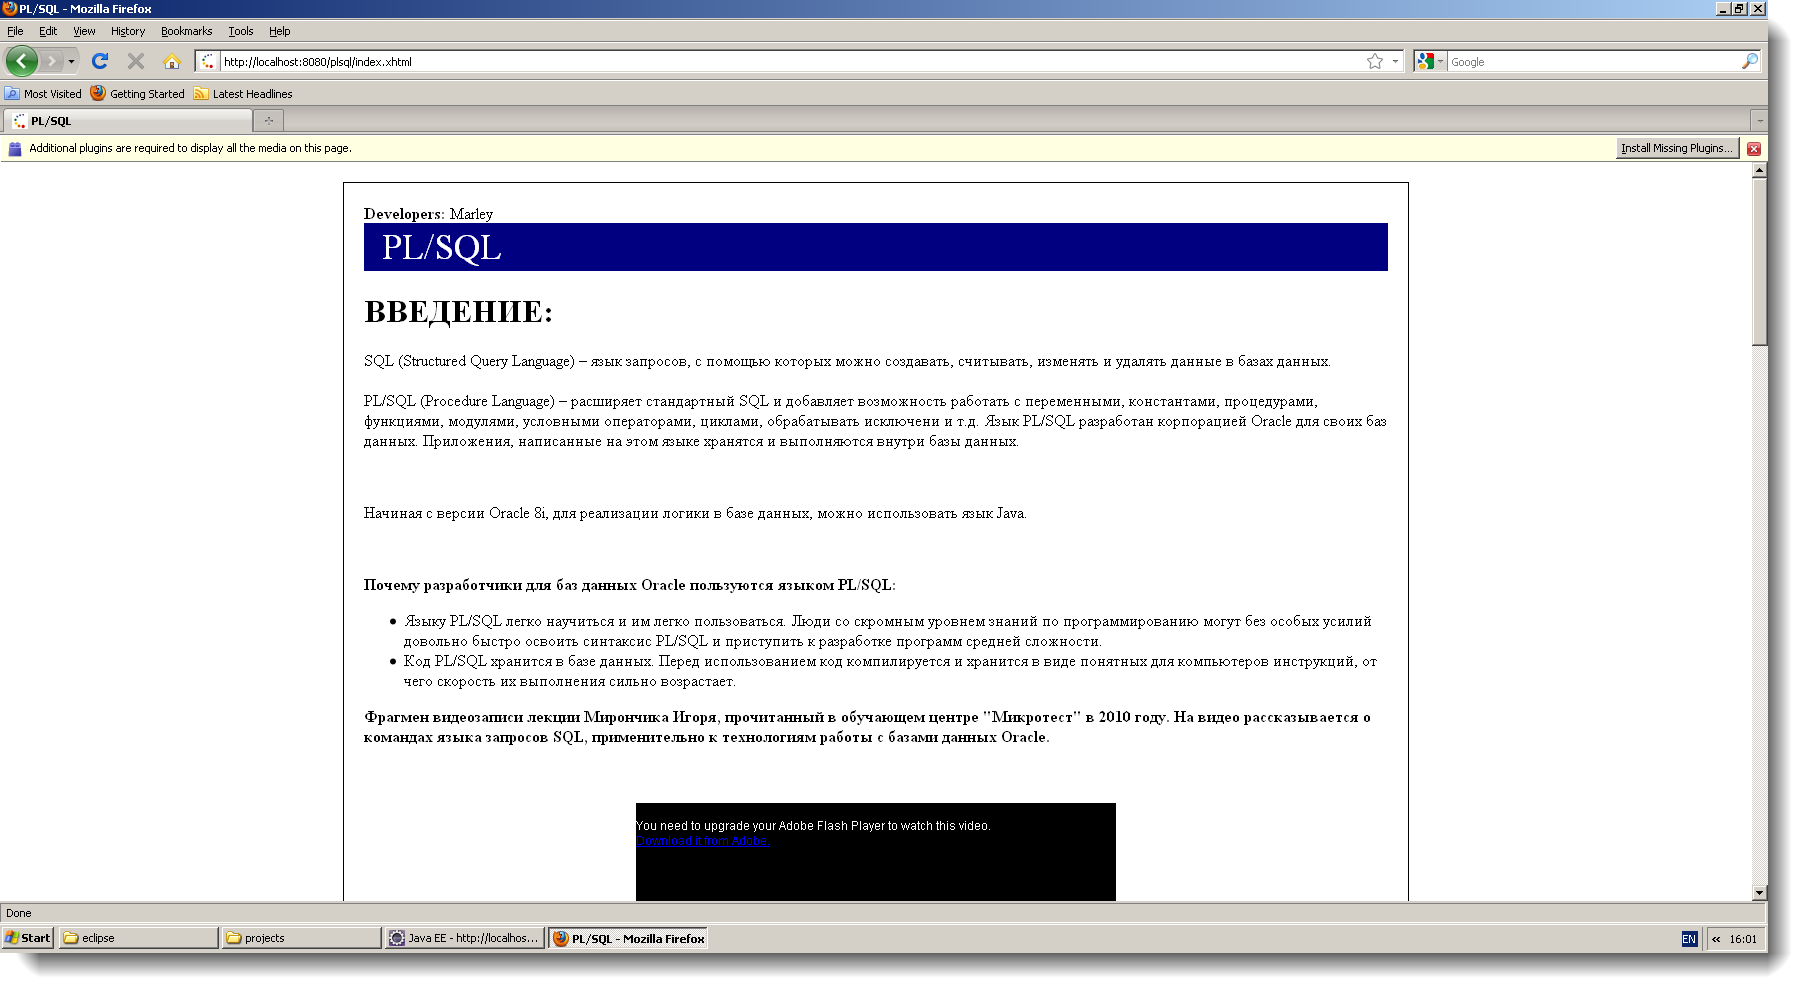 PL/SQL - Mozilla Firefox
File Edit View History Bookmarks Tools Help
http://localhost:8080/plsql/index.xhtml
Google
Most Visited Getting Started Latest Headlines
PL/SQL
Additional plugins are required to display all the media on this page.
Install Missing Plugins...
Developers: Marley
PL/SQL
ВВЕДЕНИЕ:
SQL (Structured Query Language) – язык запросов, с помощью которых можно создавать, считывать, изменять и удалять данные в базах данных.
PL/SQL (Procedure Language) – расширяет стандартный SQL и добавляет возможность работать с переменными, константами, процедурами,
функциями, модулями, условными операторами, циклами, обрабатывать исключени и т.д. Язык PL/SQL разработан корпорацией Oracle для своих баз
данных. Приложения, написанные на этом языке хранятся и выполняются внутри базы данных.
Начиная с версии Oracle 8i, для реализации логики в базе данных, можно использовать язык Java.
Почему разработчики для баз данных Oracle пользуются языком PL/SQL:
Языку PL/SQL легко научиться и им легко пользоваться. Люди со скромным уровнем знаний по программированию могут без особых усилий
довольно быстро освоить синтаксис PL/SQL и приступить к разработке программ средней сложности.
Код PL/SQL хранится в базе данных. Перед использованием код компилируется и хранится в виде понятных для компьютеров инструкций, от
чего скорость их выполнения сильно возрастает.
Фрагмен видеозаписи лекции Мирончика Игоря, прочитанный в обучающем центре "Микротест" в 2010 году. На видео рассказывается о
командах языка запросов SQL, применительно к технологиям работы с базами данных Oracle.
You need to upgrade your Adobe Flash Player to watch this video.
Download it from Adobe.
Done
Start eclipse projects Java EE - http://localhos... PL/SQL - Mozilla Firefox EN « 16:01